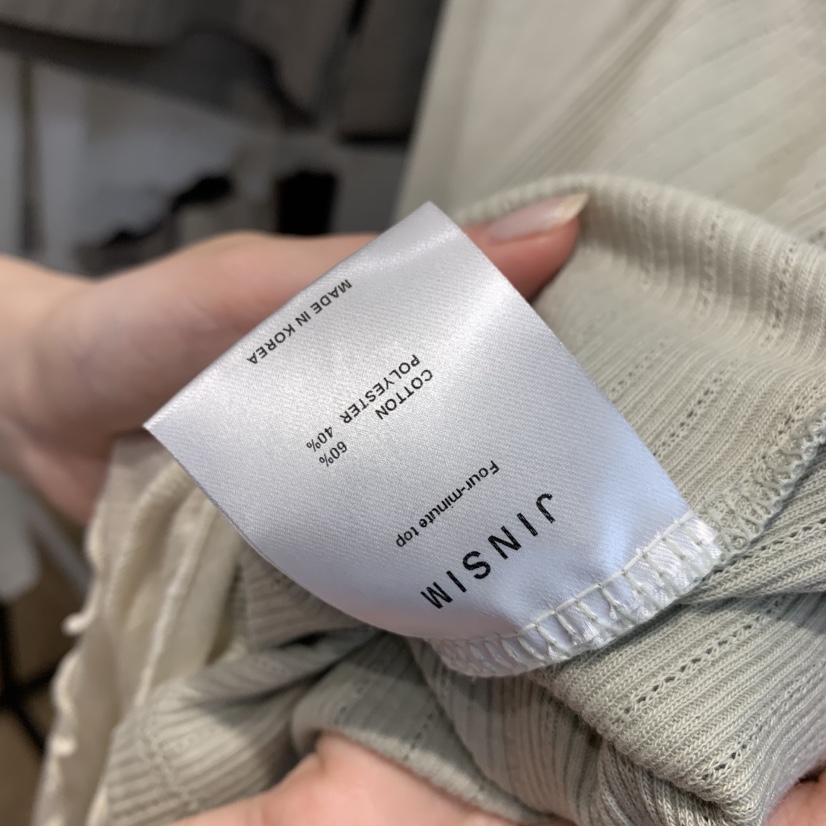 JINSIM
Four-minute top
COTTON 60%
POLYESTER 40%
MADE IN KOREA